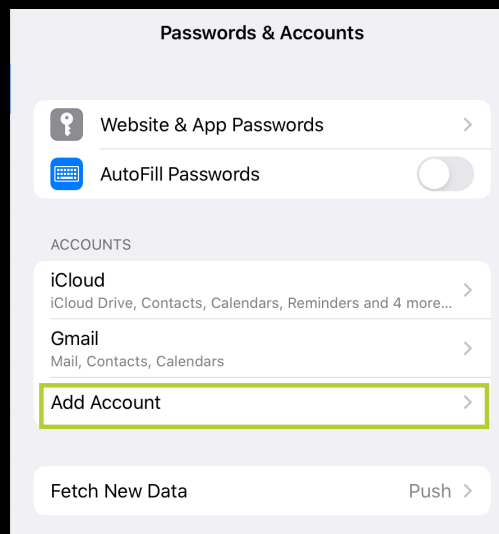 Passwords & Accounts
Website & App Passwords
AutoFill Passwords
ACCOUNTS
iCloud
iCloud Drive, Contacts, Calendars, Reminders and 4 more...
Gmail
Mail, Contacts, Calendars
Add Account
Fetch New Data Push